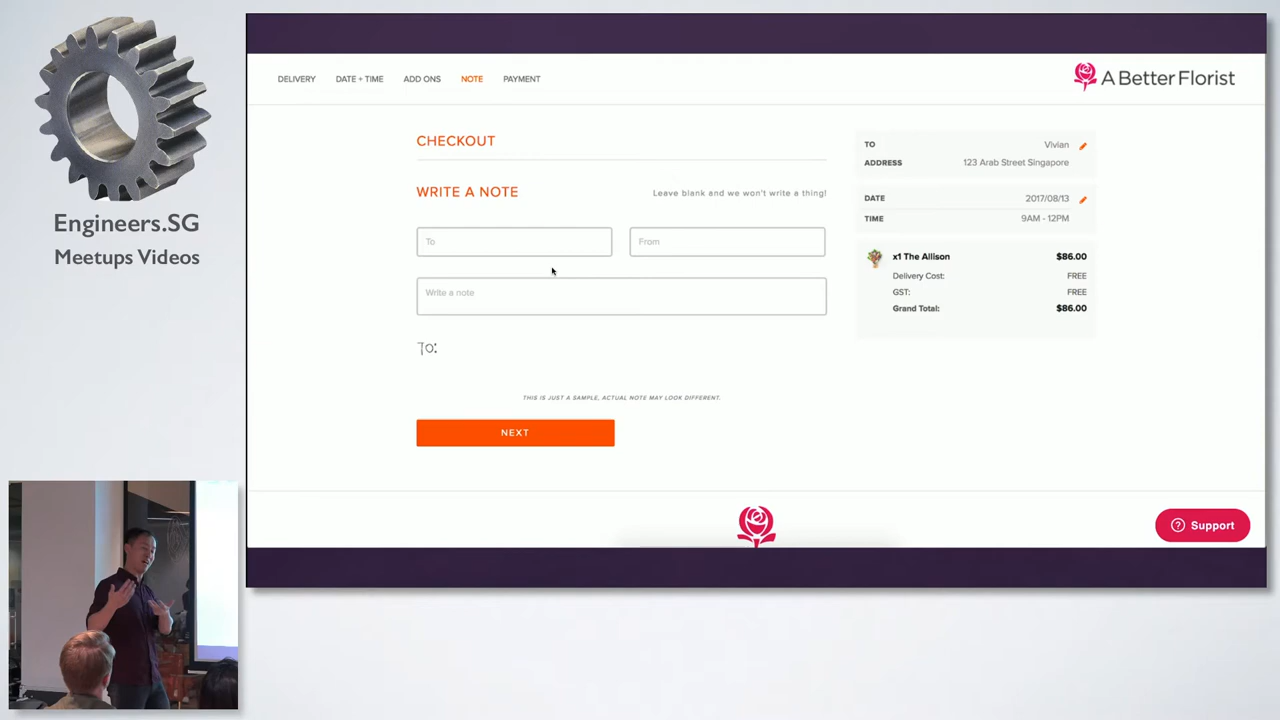 Engineers.SG
Meetups Videos
DELIVERY DATE + TIME ADD ONS NOTE PAYMENT
A Better Florist
CHECKOUT
WRITE A NOTE
Leave blank and we won't write a thing!
To
From
Write a note
TO:
THIS IS JUST A SAMPLE, ACTUAL NOTE MAY LOOK DIFFERENT.
NEXT
TO Vivian
ADDRESS 123 Arab Street Singapore
DATE 2017/08/13
TIME 9AM - 12PM
x1 The Allison $86.00
Delivery Cost: FREE
GST: FREE
Grand Total: $86.00
Support